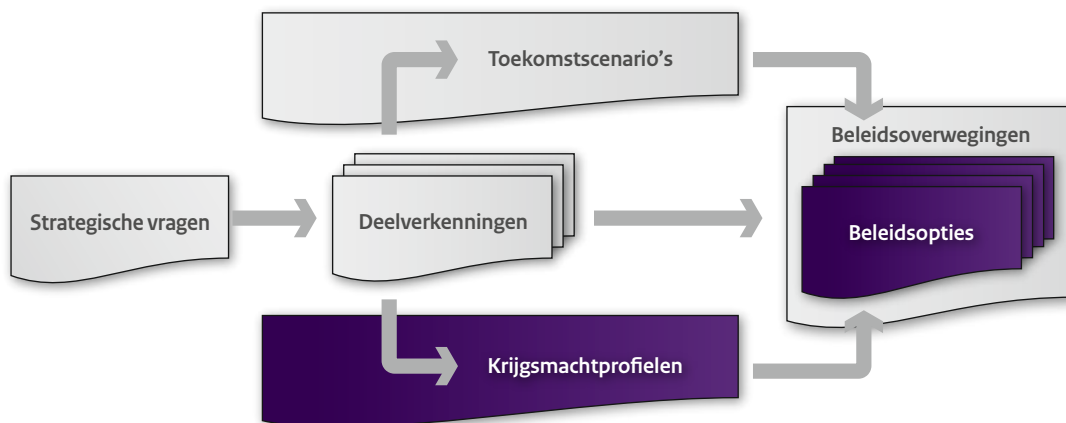 Toekomstscenario’s
Beleidsoverwegingen
Strategische vragen
Deelverkenningen
Beleidsopties
Krijgsmachtprofielen